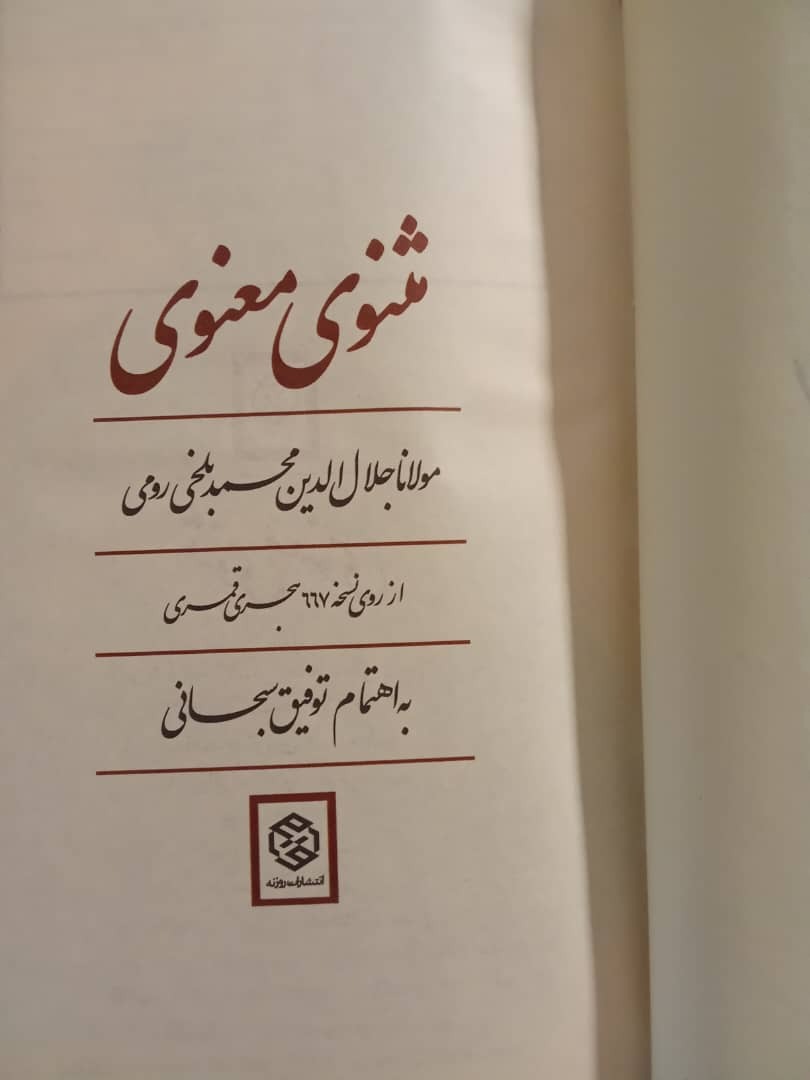 مثنوی معنوی
مولانا جلال‌الدین محمد بلخی رومی
از روی نسخه ٦٦٧ هجری قمری
به اهتمام توفیق سبحانی
انتشارات روزنه